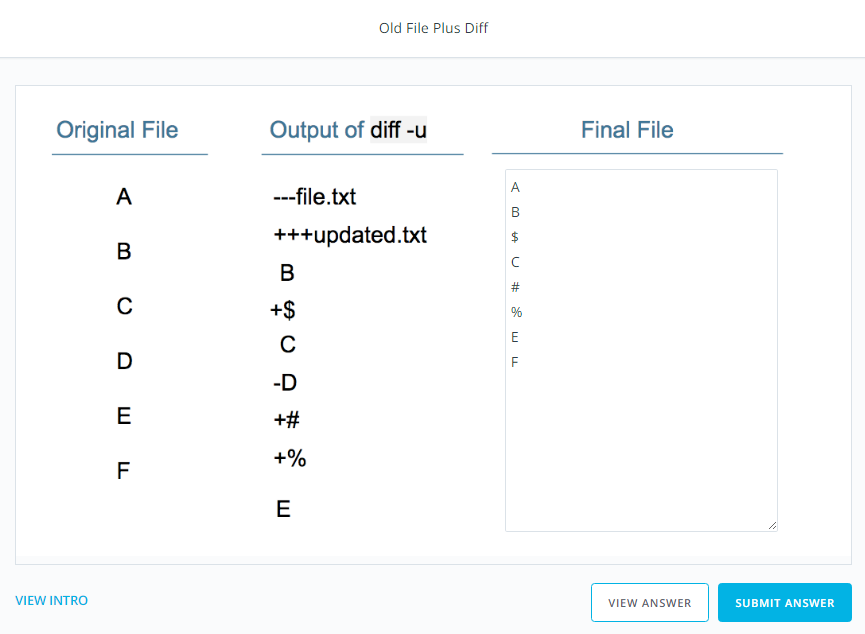 Old File Plus Diff
Original File
A
B
C
D
E
F
Output of diff -u
---file.txt
+++updated.txt
B
+$
C
-D
+#
+%
E
Final File
A
B
$
C
#
%
E
F
VIEW INTRO
VIEW ANSWER
SUBMIT ANSWER